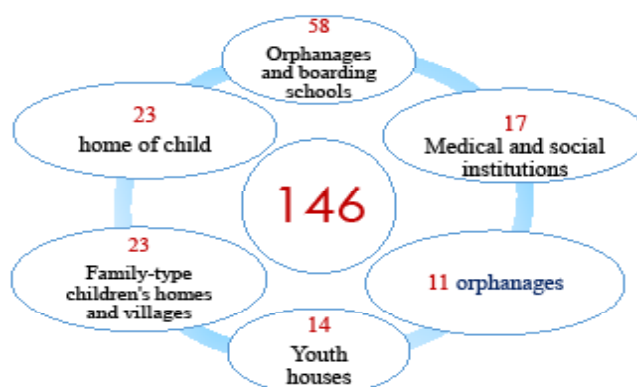 58
Orphanages
and boarding
schools
23
home of child
17
Medical and social
institutions
146
23
Family-type
children's homes
and villages
11 orphanages
14
Youth
houses